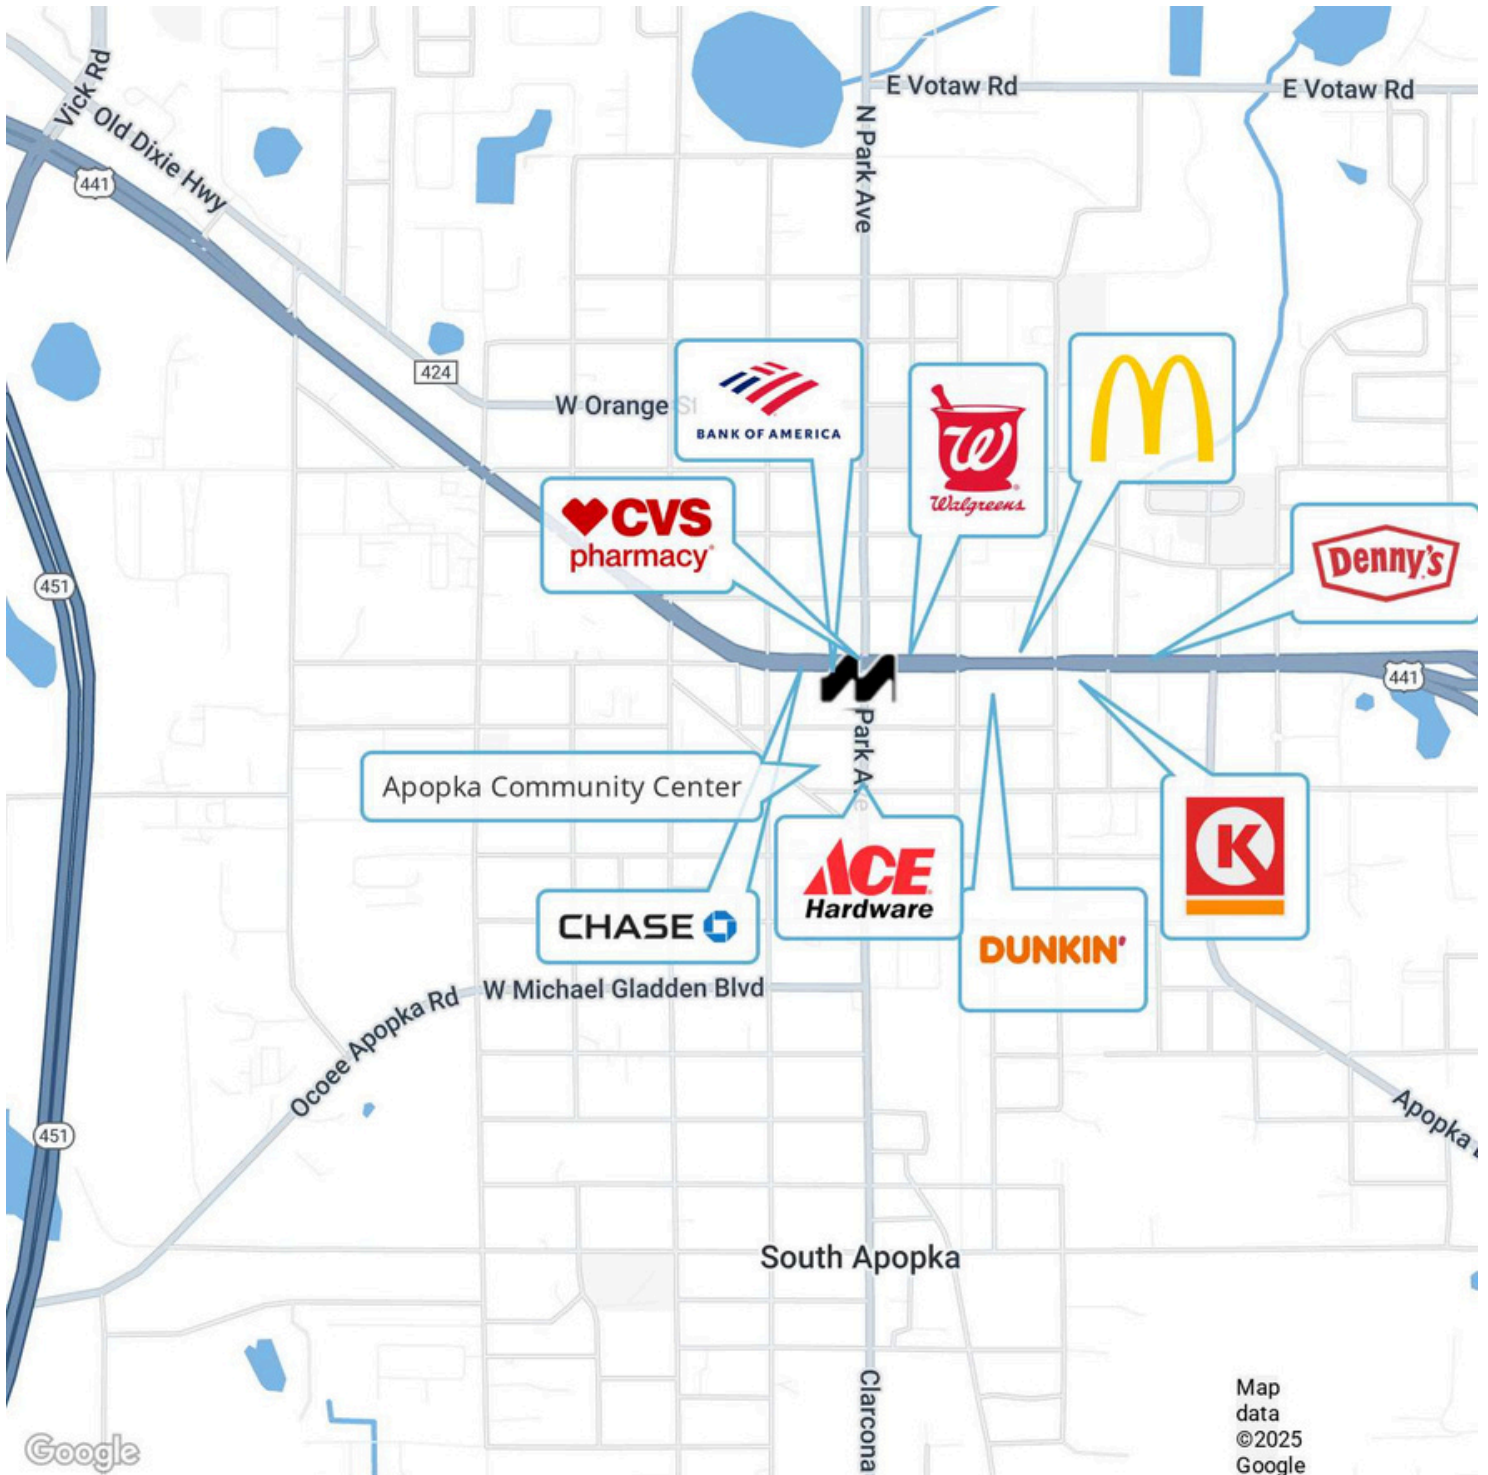 Vick Rd
Old Dixie Hwy
441
E Votaw Rd
E Votaw Rd
N Park Ave
424
W Orange St
BANK OF AMERICA
W
Walgreens
M
CVS
pharmacy
Denny's
451
441
Park Ave
Apopka Community Center
ACE
Hardware
K
CHASE
DUNKIN'
W Michael Gladden Blvd
Ocoee Apopka Rd
Apopka
451
South Apopka
Clarcona
Map
data
©2025
Google
Google